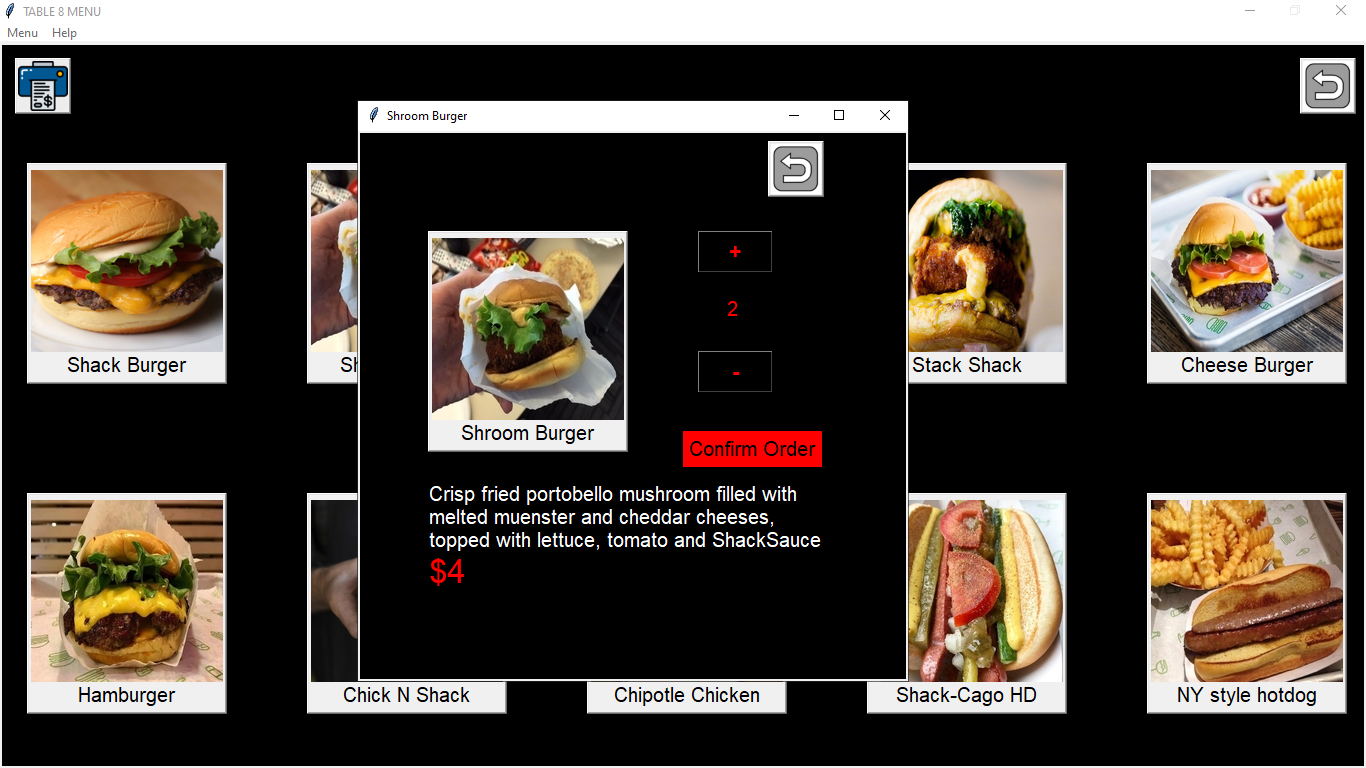 TABLE 8 MENU
Menu Help
Shroom Burger
+
2
-
Shroom Burger
Confirm Order
Crisp fried portobello mushroom filled with
melted muenster and cheddar cheeses,
topped with lettuce, tomato and ShackSauce
$4
Shack Burger
Sh
Stack Shack
Cheese Burger
Hamburger
Chick N Shack
Chipotle Chicken
Shack-Cago HD
NY style hotdog